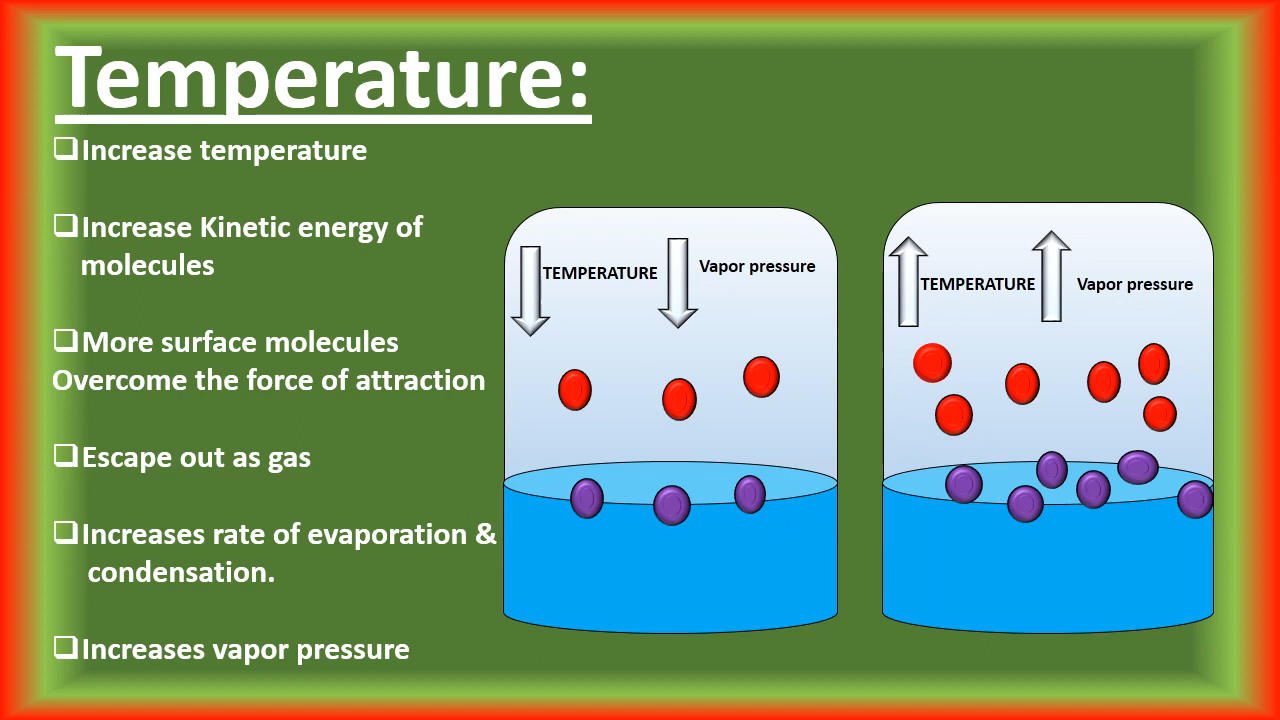 Temperature:
❑Increase temperature
❑Increase Kinetic energy of
molecules
❑More surface molecules
Overcome the force of attraction
❑Escape out as gas
❑Increases rate of evaporation &
condensation.
❑Increases vapor pressure
TEMPERATURE
Vapor pressure
TEMPERATURE
Vapor pressure